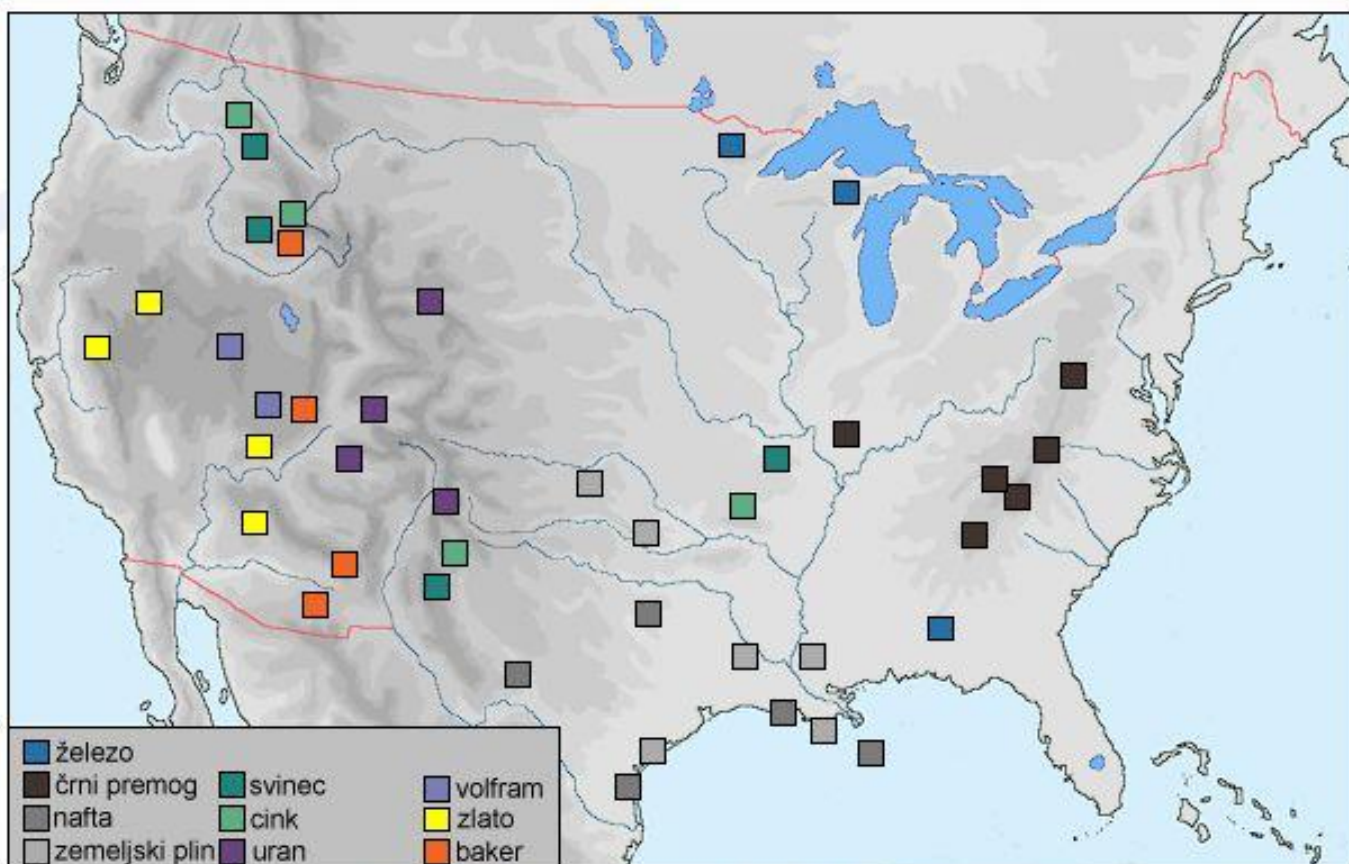 železo
črni premog
nafta
zemeljski plin
svinec
cink
uran
volfram
zlato
baker